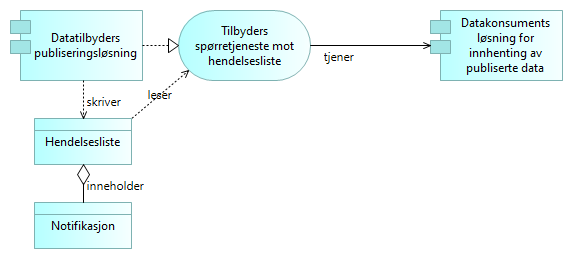 Datatilbyders
publiseringsløsning
Tilbyders
spørretjeneste mot
hendelsesliste
Datakonsuments
løsning for
innhenting av
publiserte data
tjener
skriver
leser
Hendelsesliste
inneholder
Notifikasjon